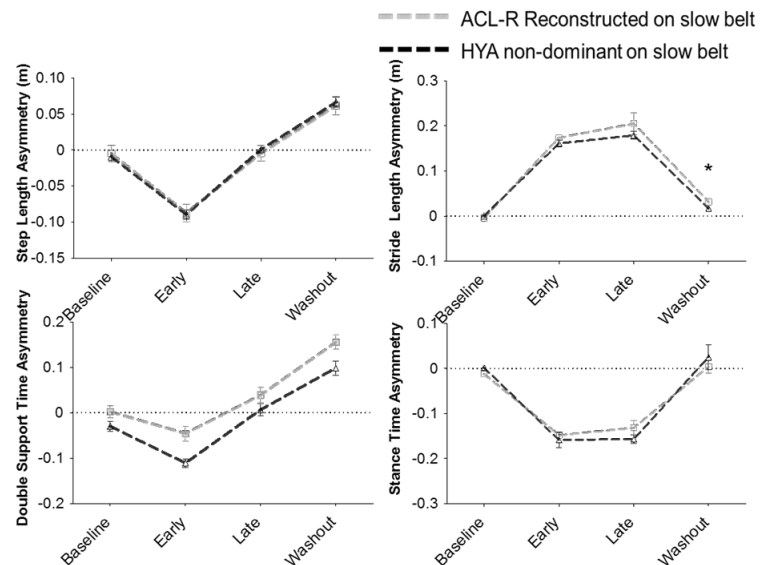 ACL-R Reconstructed on slow belt
HYA non-dominant on slow belt
Step Length Asymmetry (m)
0.10
0.05
0
-0.05
-0.10
-0.15
Baseline
Early
Late
Washout
Stride Length Asymmetry (m)
0.3
0.2
0.1
0
-0.1
*
Baseline
Early
Late
Washout
Double Support Time Asymmetry
0.2
0.1
0
-0.1
-0.2
Baseline
Early
Late
Washout
Stance Time Asymmetry
0.1
0
-0.1
-0.2
-0.3
Baseline
Early
Late
Washout